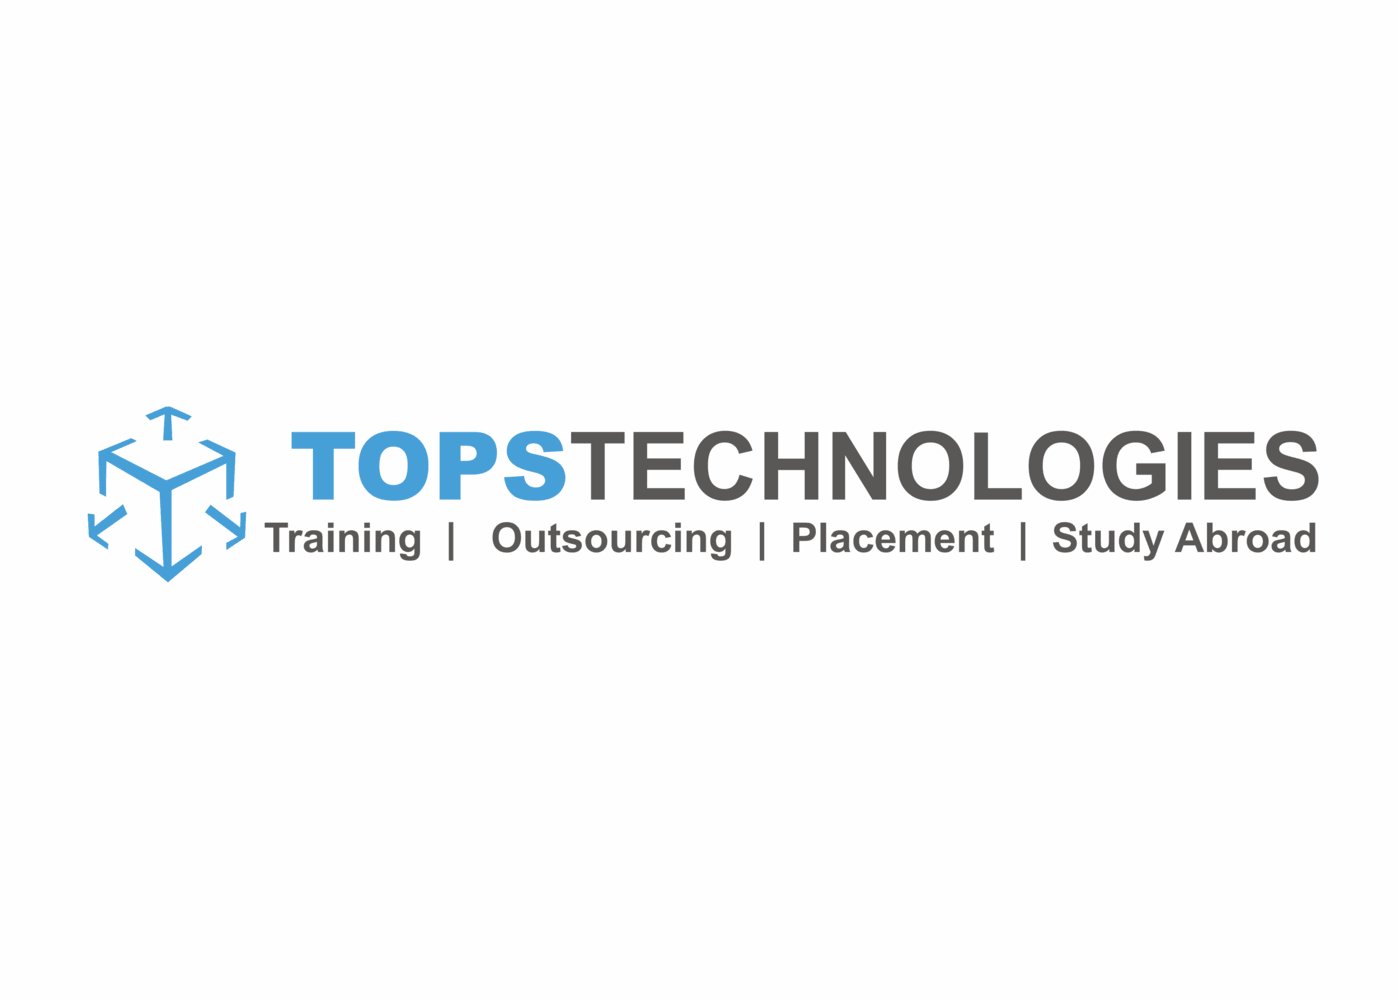 TOPSTECHNOLOGIES
Training | Outsourcing | Placement | Study Abroad